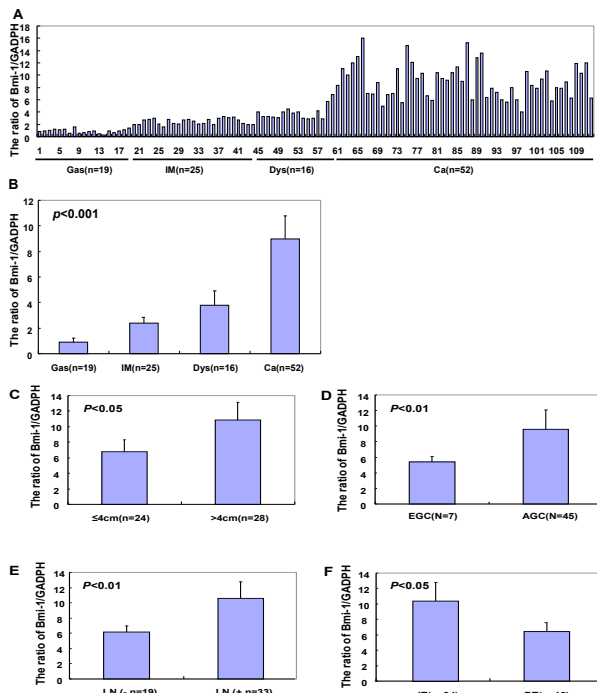 A
The ratio of Bmi-1/GADPH
18
16
14
12
10
8
6
4
2
0
1 5 9 13 17 21 25 29 33 37 41 45 49 53 57 61 65 69 73 77 81 85 89 93 97 101 105 109
Gas(n=19) IM(n=25) Dys(n=16) Ca(n=52)
B
The ratio of Bmi-1/GADPH
p<0.001
12
10
8
6
4
2
0
Gas(n=19) IM(n=25) Dys(n=16) Ca(n=52)
C
The ratio of Bmi-1/GADPH
P<0.05
14
12
10
8
6
4
2
0
≤4cm(n=24) >4cm(n=28)
D
The ratio of Bmi-1/GADPH
P<0.01
14
12
10
8
6
4
2
0
EGC(N=7) AGC(N=45)
E
The ratio of Bmi-1/GADPH
P<0.01
14
12
10
8
6
4
2
0
LN (- n=19) LN (+ n=33)
F
The ratio of Bmi-1/GADPH
P<0.05
14
12
10
8
6
4
2
0